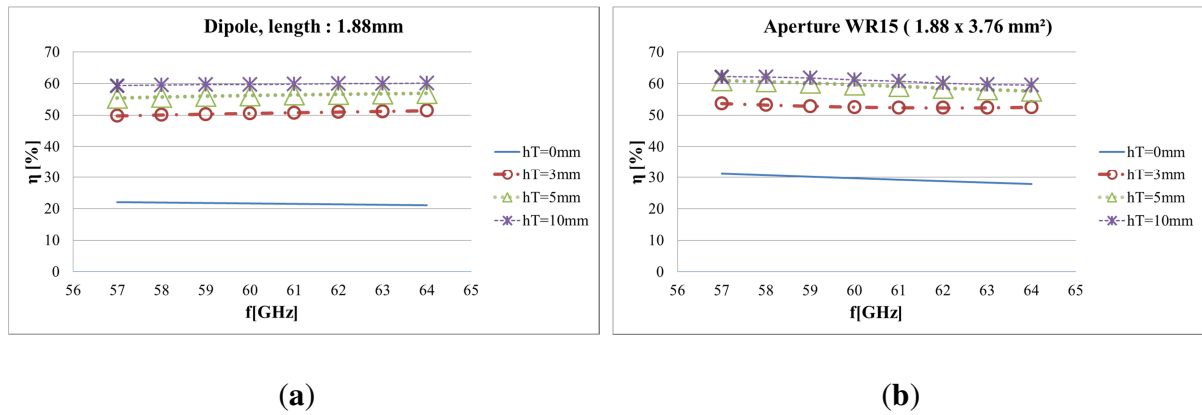 Dipole, length : 1.88mm
70
60
50
40
30
20
10
0
η [%]
56 57 58 59 60 61 62 63 64 65
f[GHz]
hT=0mm
hT=3mm
hT=5mm
hT=10mm
(a)
Aperture WR15 ( 1.88 x 3.76 mm²)
70
60
50
40
30
20
10
0
η [%]
56 57 58 59 60 61 62 63 64 65
f[GHz]
hT=0mm
hT=3mm
hT=5mm
hT=10mm
(b)